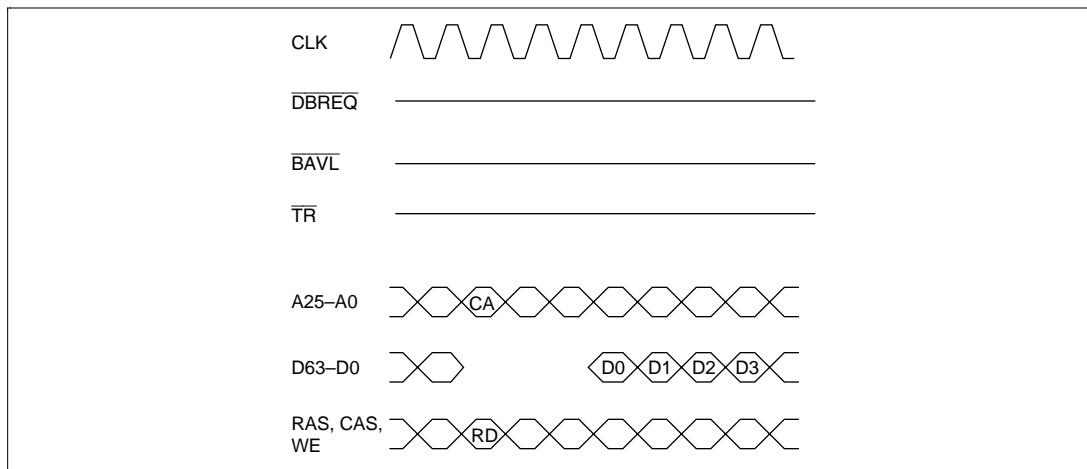 CLK
DBREQ
BAVL
TR
A25–A0 CA
D63–D0 D0 D1 D2 D3
RAS, CAS, RD
WE